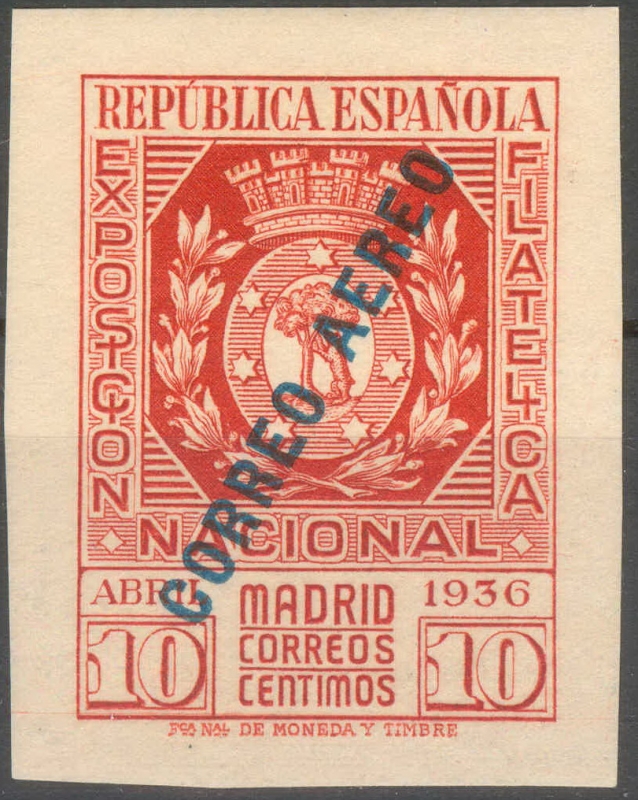 REPÚBLICA ESPAÑOLA
EXPOSICION
FILATELICA
NACIONAL
CORREO AEREO
ABRIL
1936
MADRID
CORREOS
CENTIMOS
10
10
FCA NAL DE MONEDA Y TIMBRE